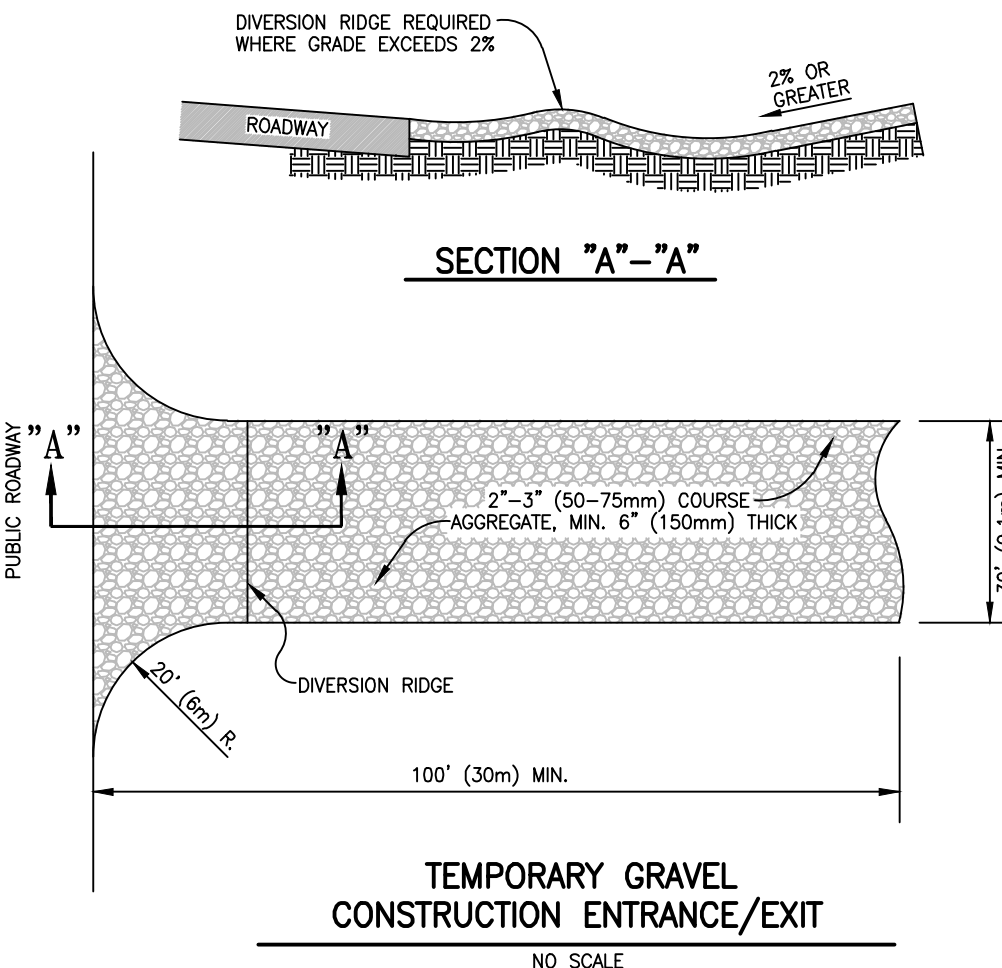 DIVERSION RIDGE REQUIRED
WHERE GRADE EXCEEDS 2%
2% OR
GREATER
ROADWAY
SECTION "A"-"A"
PUBLIC ROADWAY
"A"
"A"
2"-3" (50-75mm) COURSE
AGGREGATE, MIN. 6" (150mm) THICK
DIVERSION RIDGE
20' (6m) R.
100' (30m) MIN.
TEMPORARY GRAVEL
CONSTRUCTION ENTRANCE/EXIT
NO SCALE